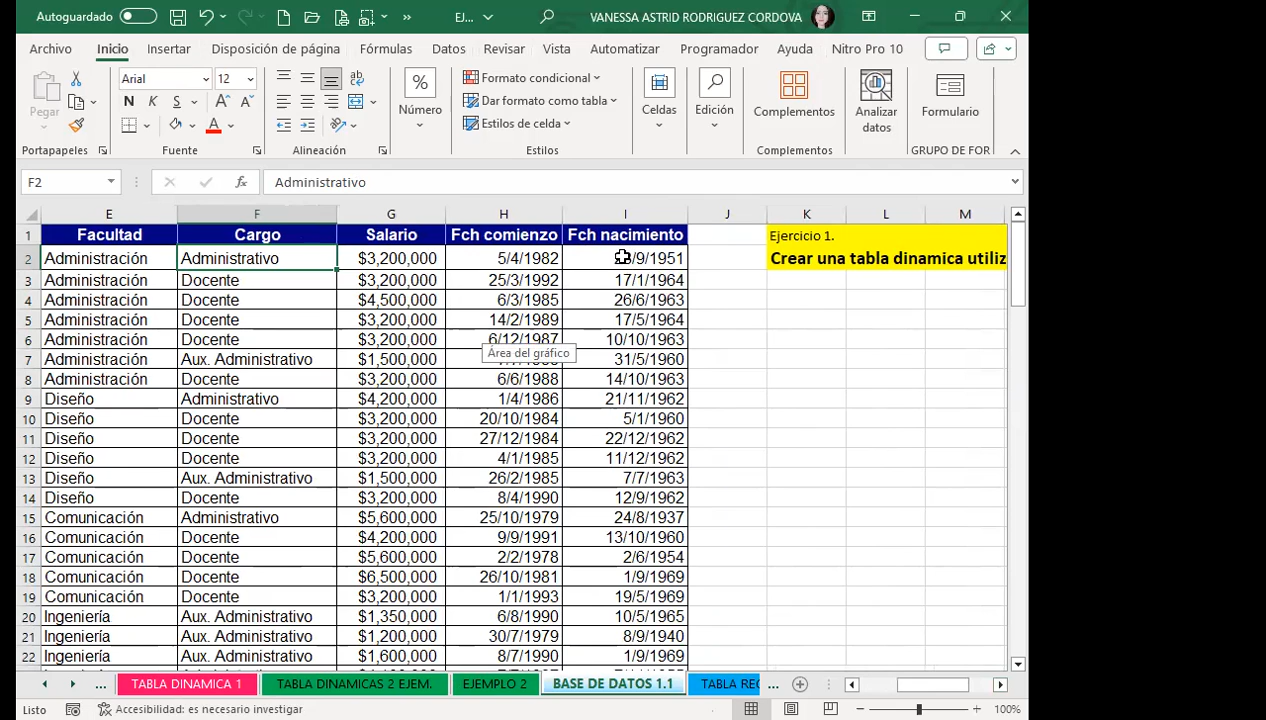 Autoguardado EJ... VANESSA ASTRID RODRIGUEZ CORDOVA
Archivo Inicio Insertar Disposición de página Fórmulas Datos Revisar Vista Automatizar Programador Ayuda Nitro Pro 10
Pegar Arial 12 N K S Número Formato condicional Dar formato como tabla Estilos de celda Celdas Edición Complementos Analizar datos Formulario
Portapapeles Fuente Alineación Estilos Complementos GRUPO DE FOR
F2 fx Administrativo
E F G H I J K L M
1 Facultad Cargo Salario Fch comienzo Fch nacimiento Ejercicio 1.
2 Administración Administrativo $3,200,000 5/4/1982 /9/1951 Crear una tabla dinamica utiliz
3 Administración Docente $3,200,000 25/3/1992 17/1/1964
4 Administración Docente $4,500,000 6/3/1985 26/6/1963
5 Administración Docente $3,200,000 14/2/1989 17/5/1964
6 Administración Docente $3,200,000 6/12/1987 10/10/1963
Área del gráfico
7 Administración Aux. Administrativo $1,500,000 31/5/1960
8 Administración Docente $3,200,000 6/6/1988 14/10/1963
9 Diseño Administrativo $4,200,000 1/4/1986 21/11/1962
10 Diseño Docente $3,200,000 20/10/1984 5/1/1960
11 Diseño Docente $3,200,000 27/12/1984 22/12/1962
12 Diseño Docente $3,200,000 4/1/1985 11/12/1962
13 Diseño Aux. Administrativo $1,500,000 26/2/1985 7/7/1963
14 Diseño Docente $3,200,000 8/4/1990 12/9/1962
15 Comunicación Administrativo $5,600,000 25/10/1979 24/8/1937
16 Comunicación Docente $4,200,000 9/9/1991 13/10/1960
17 Comunicación Docente $5,600,000 2/2/1978 2/6/1954
18 Comunicación Docente $6,500,000 26/10/1981 1/9/1969
19 Comunicación Docente $3,200,000 1/1/1993 19/5/1969
20 Ingeniería Aux. Administrativo $1,350,000 6/8/1990 10/5/1965
21 Ingeniería Aux. Administrativo $1,200,000 30/7/1979 8/9/1940
22 Ingeniería Aux. Administrativo $1,600,000 8/7/1990 1/9/1969
... TABLA DINAMICA 1 TABLA DINAMICAS 2 EJEM. EJEMPLO 2 BASE DE DATOS 1.1 TABLA REC ...
Listo Accesibilidad: es necesario investigar 100%